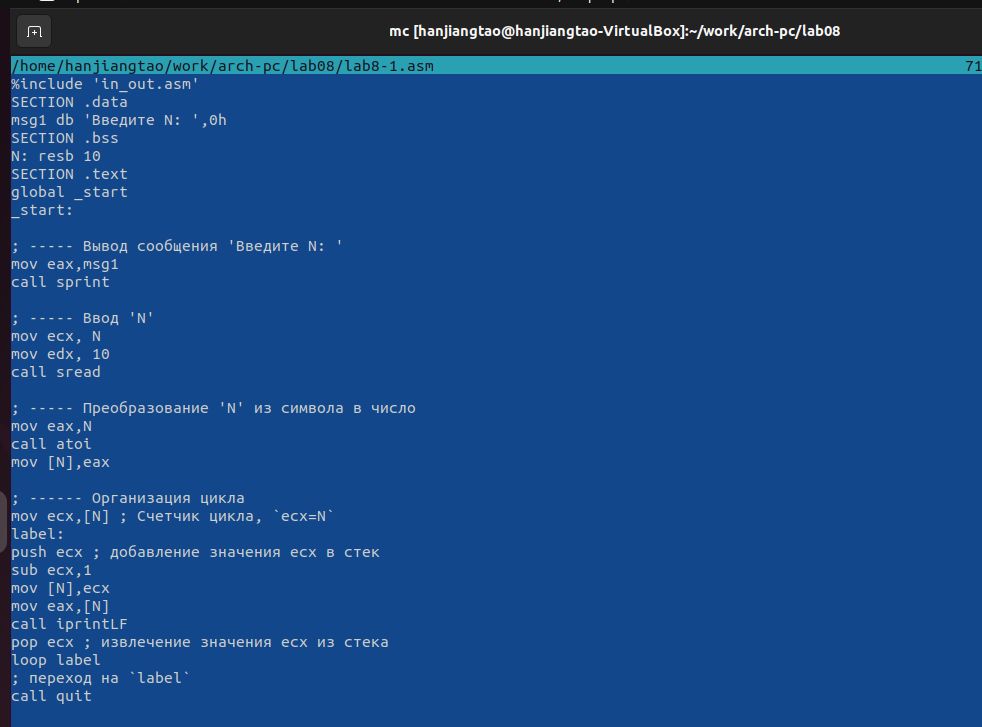 mc [hanjiangtao@hanjiangtao-VirtualBox]:~/work/arch-pc/lab08
/home/hanjiangtao/work/arch-pc/lab08/lab8-1.asm 71
%include 'in_out.asm'
SECTION .data
msg1 db 'Введите N: ',0h
SECTION .bss
N: resb 10
SECTION .text
global _start
_start:
; ----- Вывод сообщения 'Введите N: '
mov eax,msg1
call sprint
; ----- Ввод 'N'
mov ecx, N
mov edx, 10
call sread
; ----- Преобразование 'N' из символа в число
mov eax,N
call atoi
mov [N],eax
; ------ Организация цикла
mov ecx,[N] ; Счетчик цикла, `ecx=N`
label:
push ecx ; добавление значения ecx в стек
sub ecx,1
mov [N],ecx
mov eax,[N]
call iprintLF
pop ecx ; извлечение значения ecx из стека
loop label
; переход на `label`
call quit